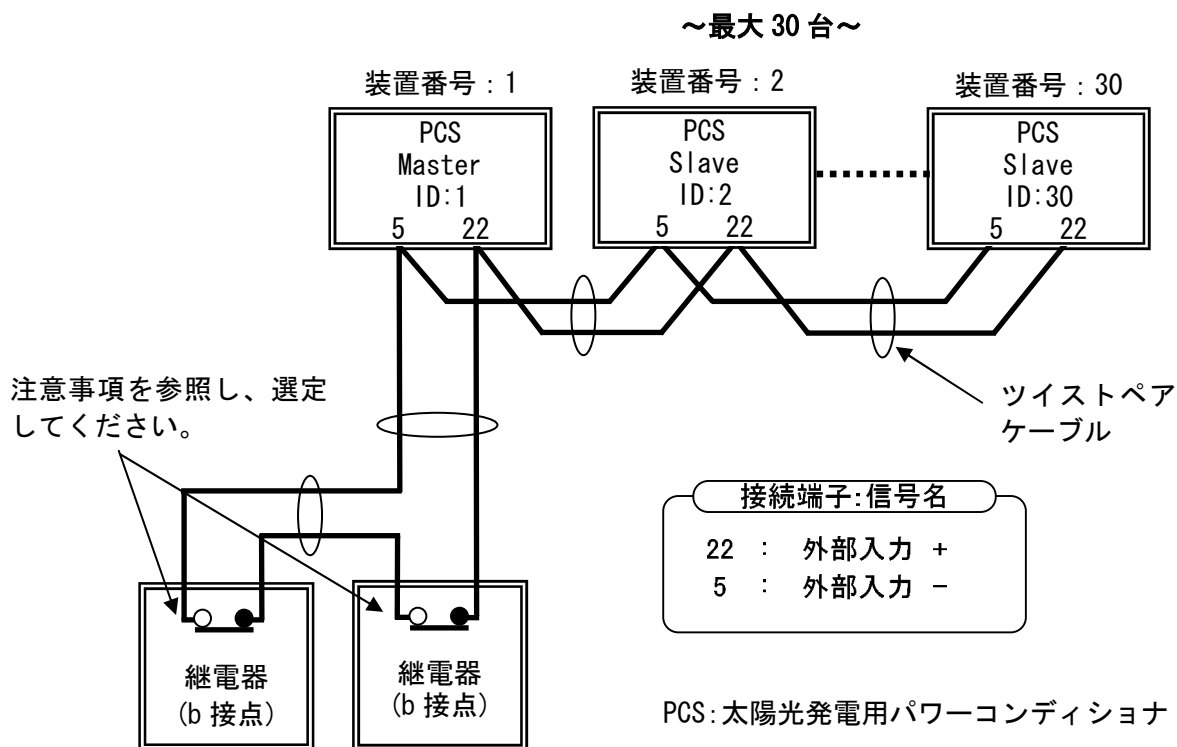 ～最大 30 台～
装置番号：1
装置番号：2
装置番号：30
PCS
Master
ID:1
5 22
PCS
Slave
ID:2
5 22
PCS
Slave
ID:30
5 22
注意事項を参照し、選定
してください。
ツイストペア
ケーブル
接続端子:信号名
22 : 外部入力 +
5 : 外部入力 −
継電器
(b 接点)
継電器
(b 接点)
PCS:太陽光発電用パワーコンディショナ